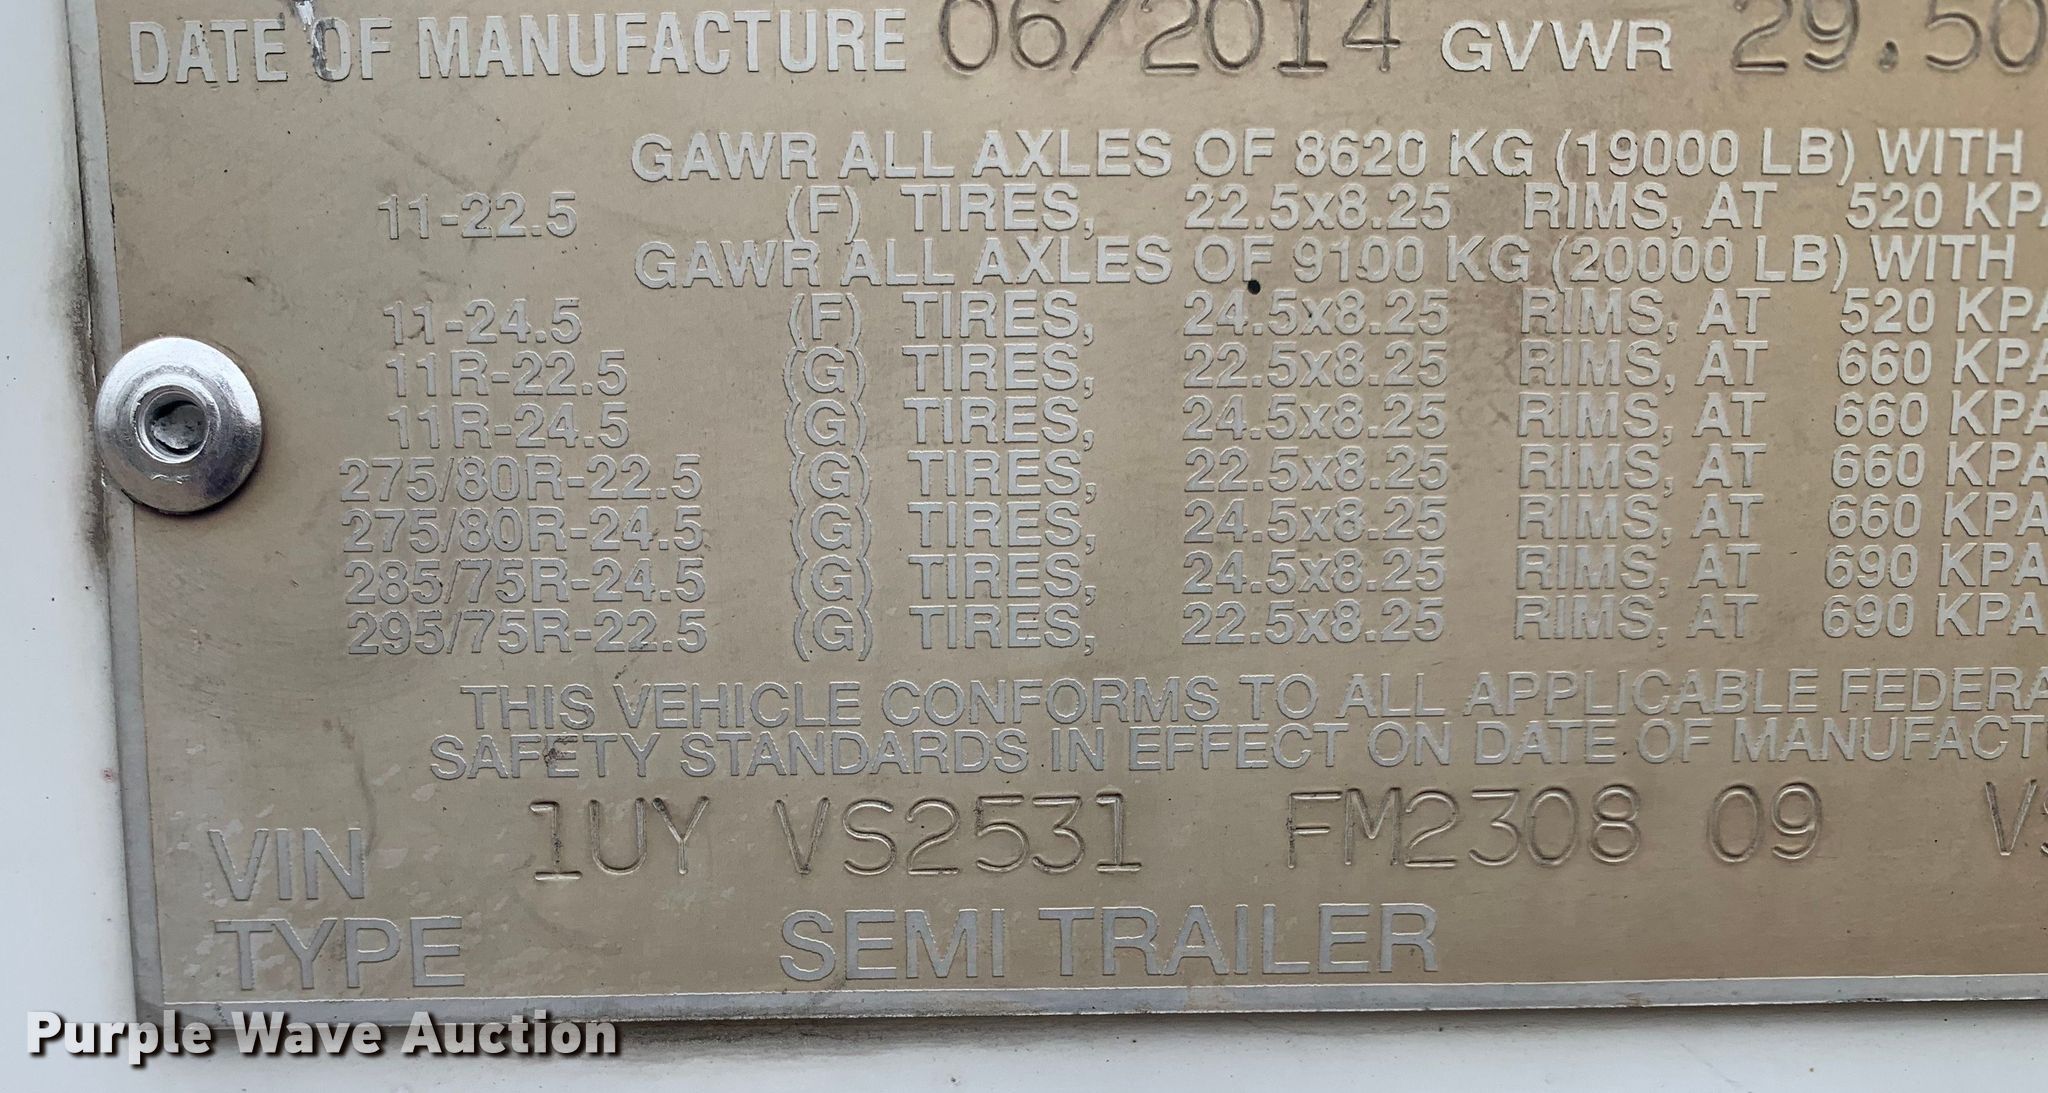 DATE OF MANUFACTURE 06/2014 GVWR 29.50
GAWR ALL AXLES OF 8620 KG (19000 LB) WITH
11-22.5 (F) TIRES, 22.5x8.25 RIMS, AT 520 KPA
GAWR ALL AXLES OF 9100 KG (20000 LB) WITH
11-24.5 (F) TIRES, 24.5x8.25 RIMS, AT 520 KPA
11R-22.5 (G) TIRES, 22.5x8.25 RIMS, AT 660 KPA
11R-24.5 (G) TIRES, 24.5x8.25 RIMS, AT 660 KPA
275/80R-22.5 (G) TIRES, 22.5x8.25 RIMS, AT 660 KPA
275/80R-24.5 (G) TIRES, 24.5x8.25 RIMS, AT 660 KPA
285/75R-24.5 (G) TIRES, 24.5x8.25 RIMS, AT 690 KPA
295/75R-22.5 (G) TIRES, 22.5x8.25 RIMS, AT 690 KPA
THIS VEHICLE CONFORMS TO ALL APPLICABLE FEDERA
SAFETY STANDARDS IN EFFECT ON DATE OF MANUFACT
VIN 1UY VS2531 FM2308 09 VS
TYPE SEMI TRAILER
Purple Wave Auction